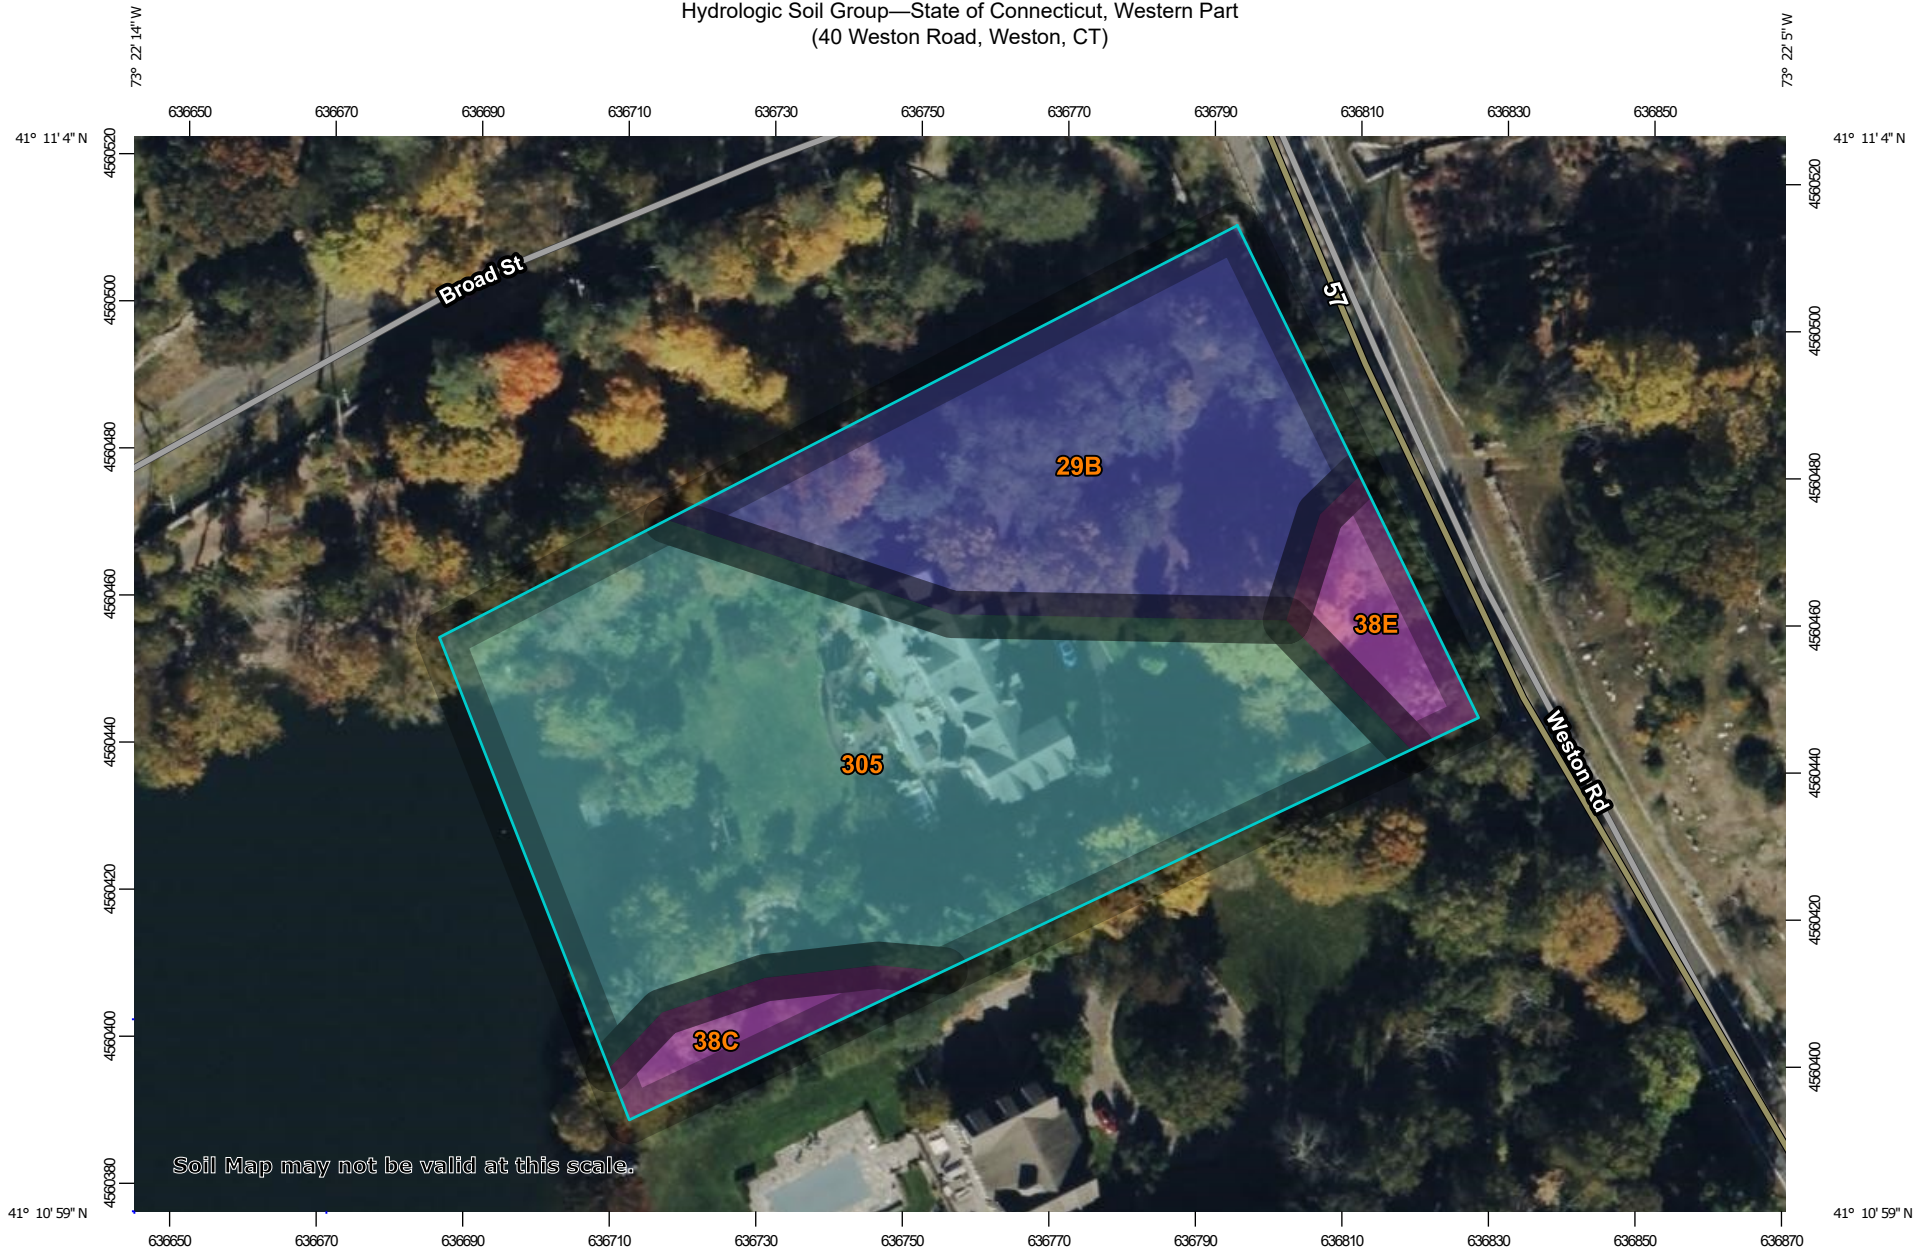 Hydrologic Soil Group—State of Connecticut, Western Part
(40 Weston Road, Weston, CT)
73° 22' 14" W
73° 22' 5" W
636650 636670 636690 636710 636730 636750 636770 636790 636810 636830 636850
41° 11' 4" N
41° 11' 4" N
4560520
4560520
Broad St
57
4560500
4560500
29B
4560480
4560480
4560460
4560460
38E
4560440
4560440
305
Weston Rd
4560420
4560420
38C
4560400
4560400
Soil Map may not be valid at this scale.
4560380
41° 10' 59" N
41° 10' 59" N
636650 636670 636690 636710 636730 636750 636770 636790 636810 636830 636850 636870